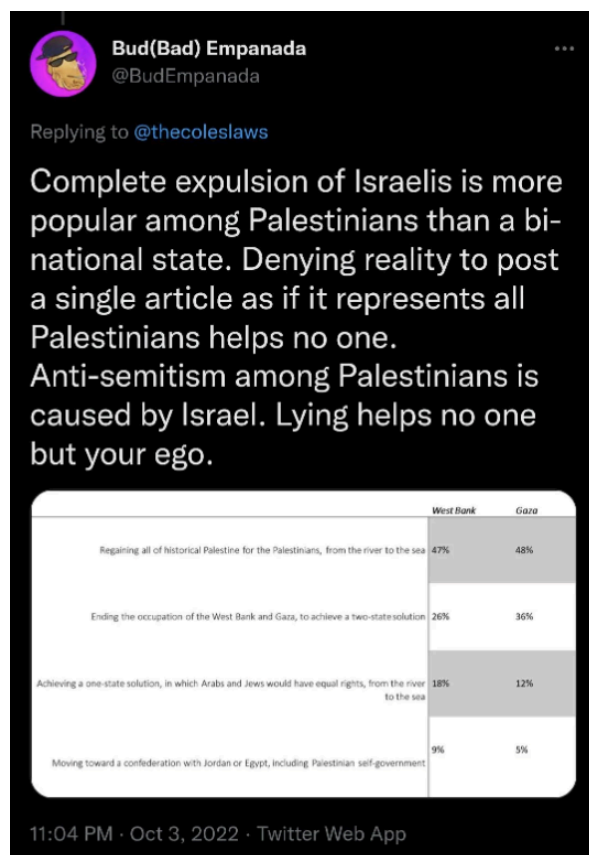 Bud(Bad) Empanada
@BudEmpanada
Replying to @thecoleslaws
Complete expulsion of Israelis is more
popular among Palestinians than a bi-
national state. Denying reality to post
a single article as if it represents all
Palestinians helps no one.
Anti-semitism among Palestinians is
caused by Israel. Lying helps no one
but your ego.
West Bank Gaza
Regaining all of historical Palestine for the Palestinians, from the river to the sea 47% 48%
Ending the occupation of the West Bank and Gaza, to achieve a two-state solution 26% 36%
Achieving a one-state solution, in which Arabs and Jews would have equal rights, from the river 18% 12%
to the sea
9% 5%
Moving toward a confederation with Jordan or Egypt, including Palestinian self-government
11:04 PM · Oct 3, 2022 · Twitter Web App